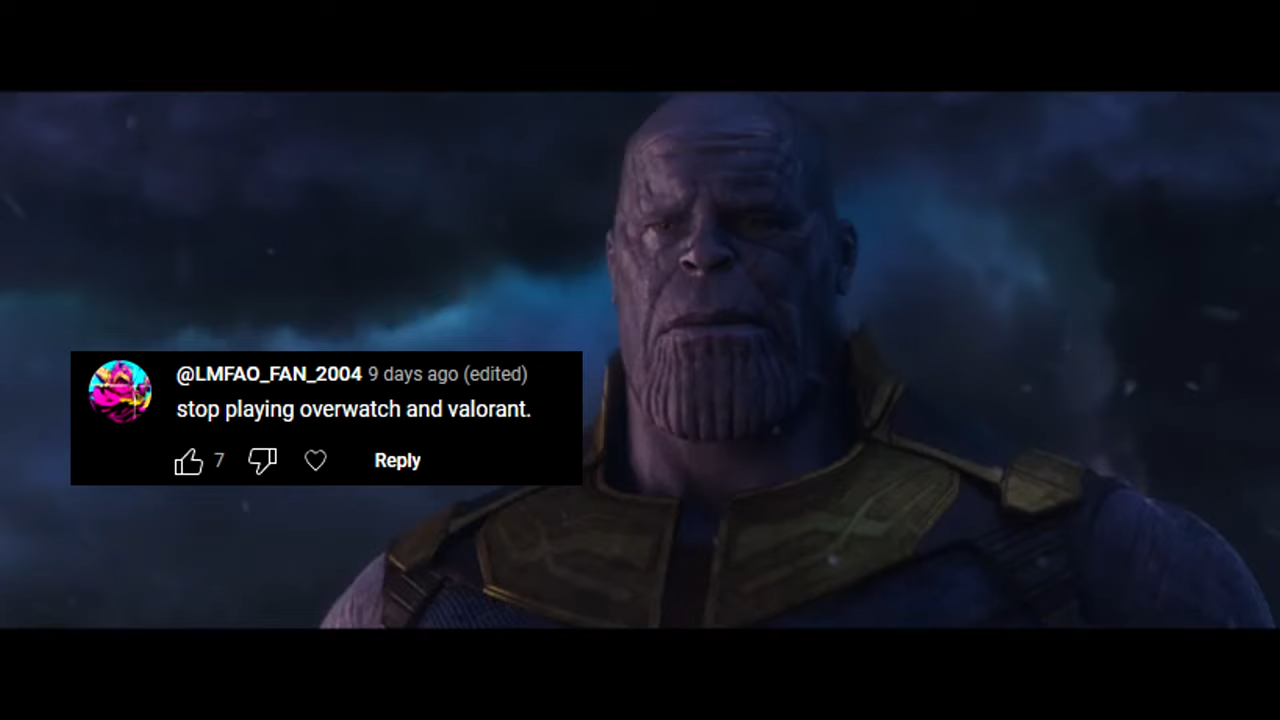 @LMFAO_FAN_2004 9 days ago (edited)
stop playing overwatch and valorant.
7 Reply